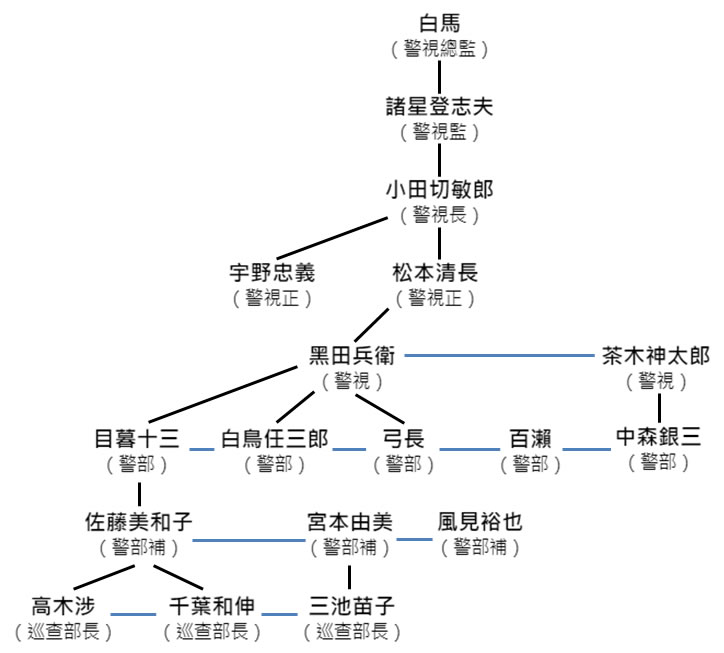 白馬
（警視總監）
諸星登志夫
（警視監）
小田切敏郎
（警視長）
宇野忠義
（警視正）
松本清長
（警視正）
黑田兵衛
（警視）
茶木神太郎
（警視）
目暮十三
（警部）
白鳥任三郎
（警部）
弓長
（警部）
百瀨
（警部）
中森銀三
（警部）
佐藤美和子
（警部補）
宮本由美
（警部補）
風見裕也
（警部補）
高木涉
（巡查部長）
千葉和伸
（巡查部長）
三池苗子
（巡查部長）